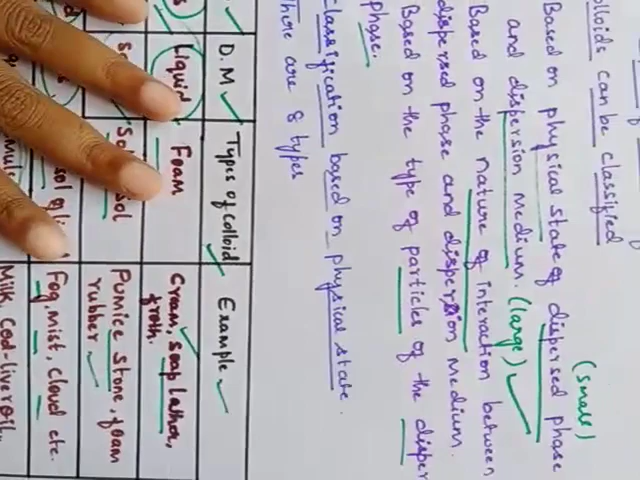 colloids can be classified
(small)
Based on physical state of dispersed phase
and dispersion medium. (large)
Based on the nature of interaction between
dispersed phase and dispersion medium.
Based on the type of particles of the disper
phase.
Classification based on physical state.
There are 8 types
D.M Types of colloid Example
Liquid Foam Cream, soap lather,
froth.
Sol Pumice stone, foam
rubber
Fog, mist, cloud etc.
Milk, Cod-liver oil,